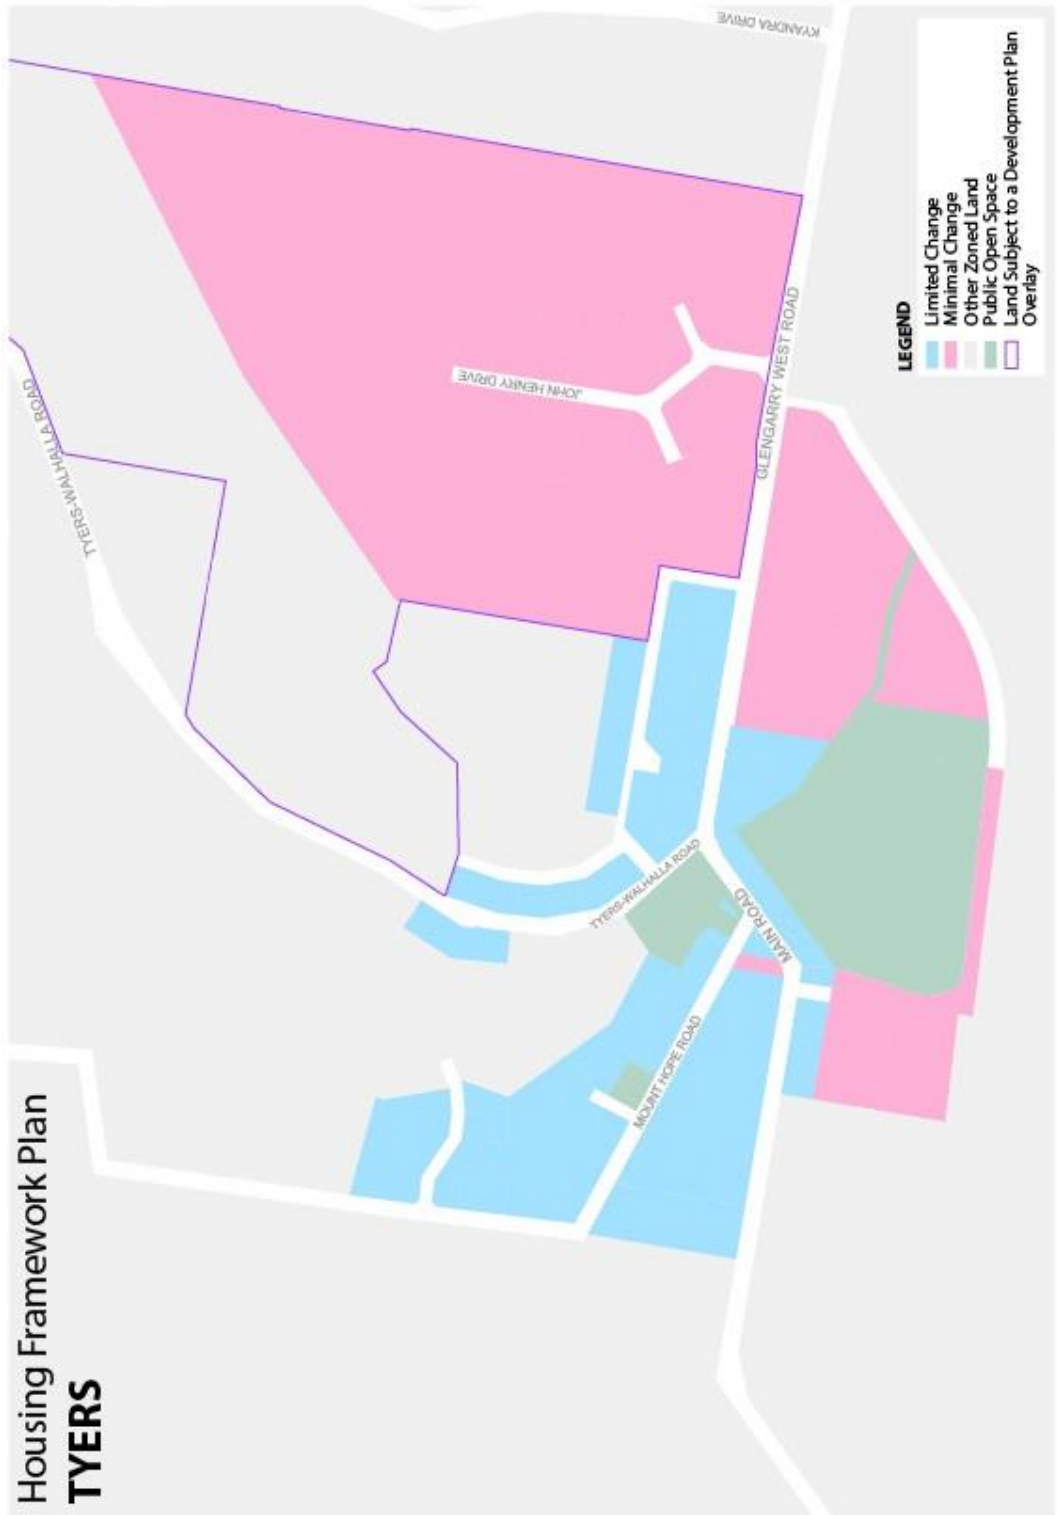 Housing Framework Plan
TYERS
TYERS-WALHALLA ROAD
KYANDRA DRIVE
JOHN HENRY DRIVE
GLENGARRY WEST ROAD
TYERS-WALHALLA ROAD
MAIN ROAD
MOUNT HOPE ROAD
LEGEND
Limited Change
Minimal Change
Other Zoned Land
Public Open Space
Land Subject to a Development Plan
Overlay